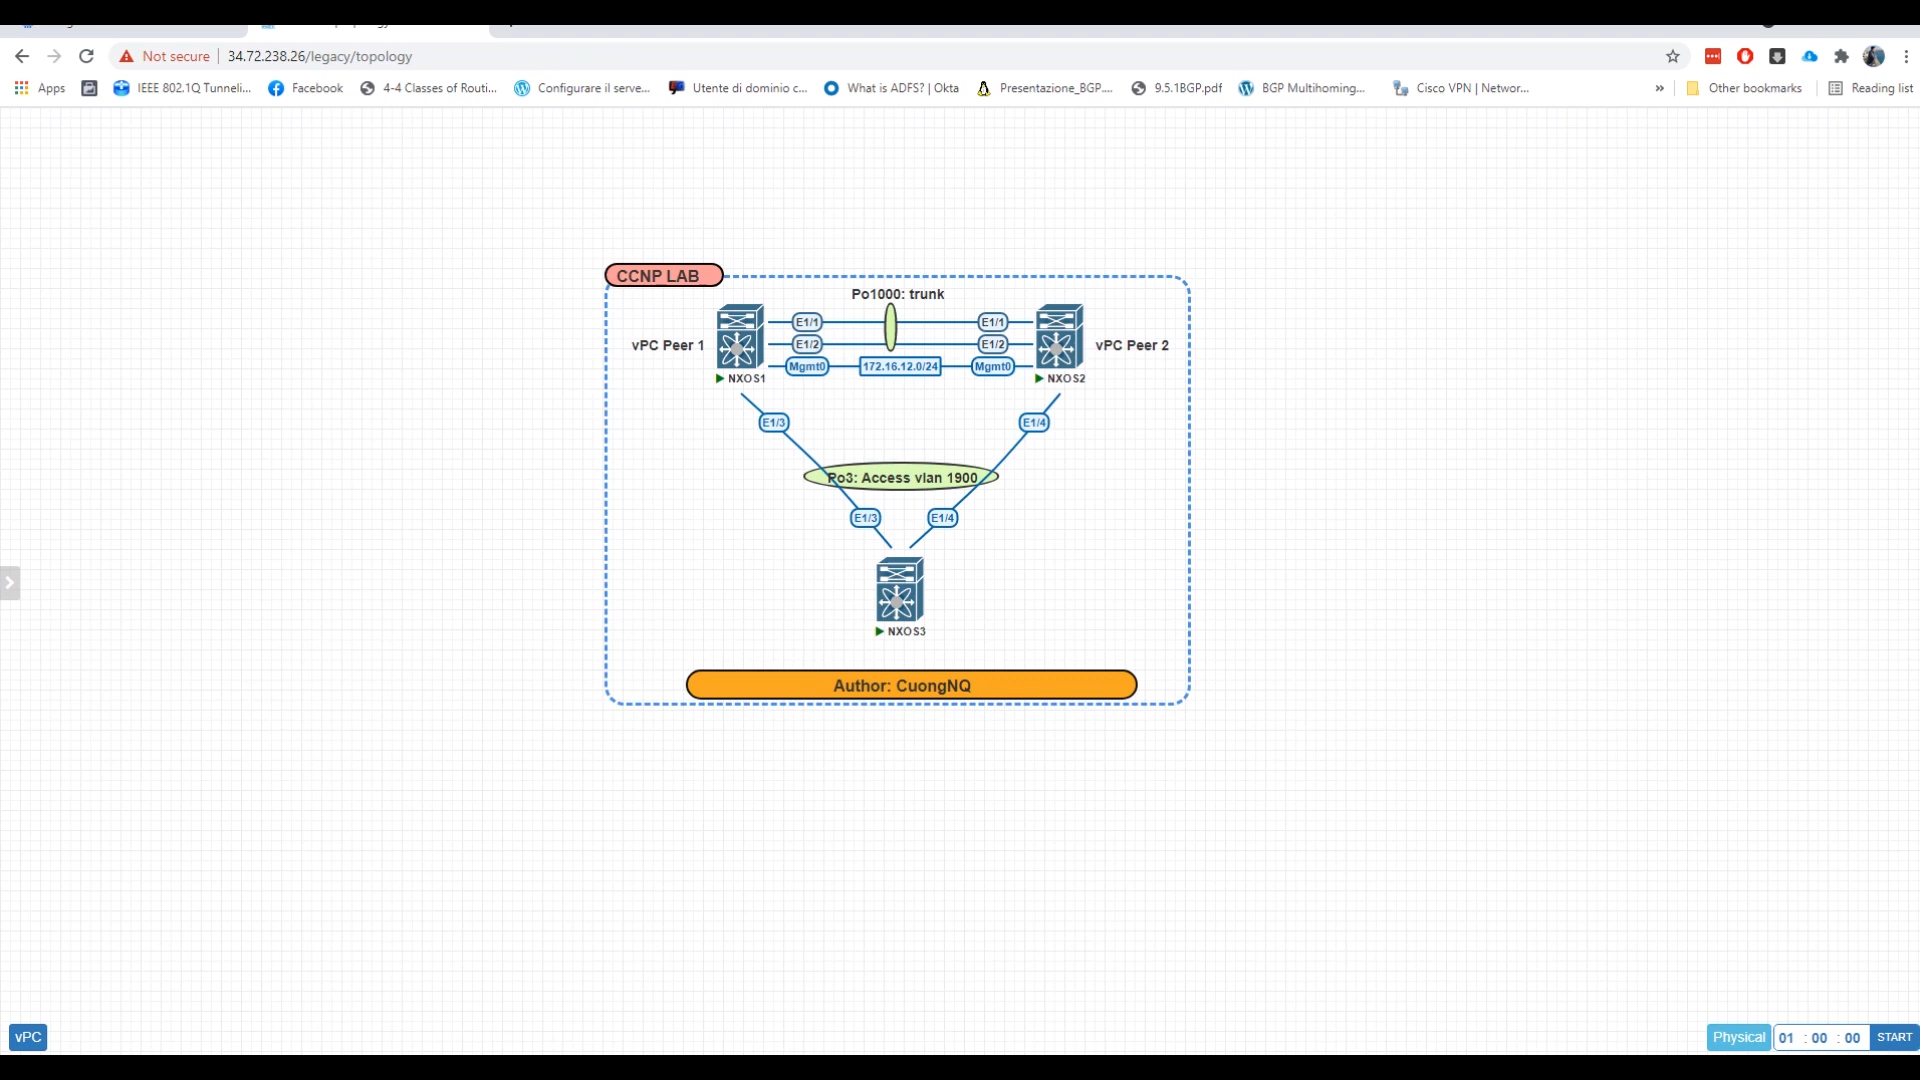 Not secure
34.72.238.26/legacy/topology
Apps
IEEE 802.1Q Tunneli...
Facebook
4-4 Classes of Routi...
Configurare il serve...
Utente di dominio c...
What is ADFS? | Okta
Presentazione_BGP....
9.5.1BGP.pdf
BGP Multihoming...
Cisco VPN | Networ...
»
Other bookmarks
Reading list
CCNP LAB
Po1000: trunk
E1/1
E1/1
vPC Peer 1
E1/2
E1/2
vPC Peer 2
Mgmt0
172.16.12.0/24
Mgmt0
NXOS1
NXOS2
E1/3
E1/4
Po3: Access vlan 1900
E1/3
E1/4
NXOS3
Author: CuongNQ
vPC
Physical
01 : 00 : 00
START